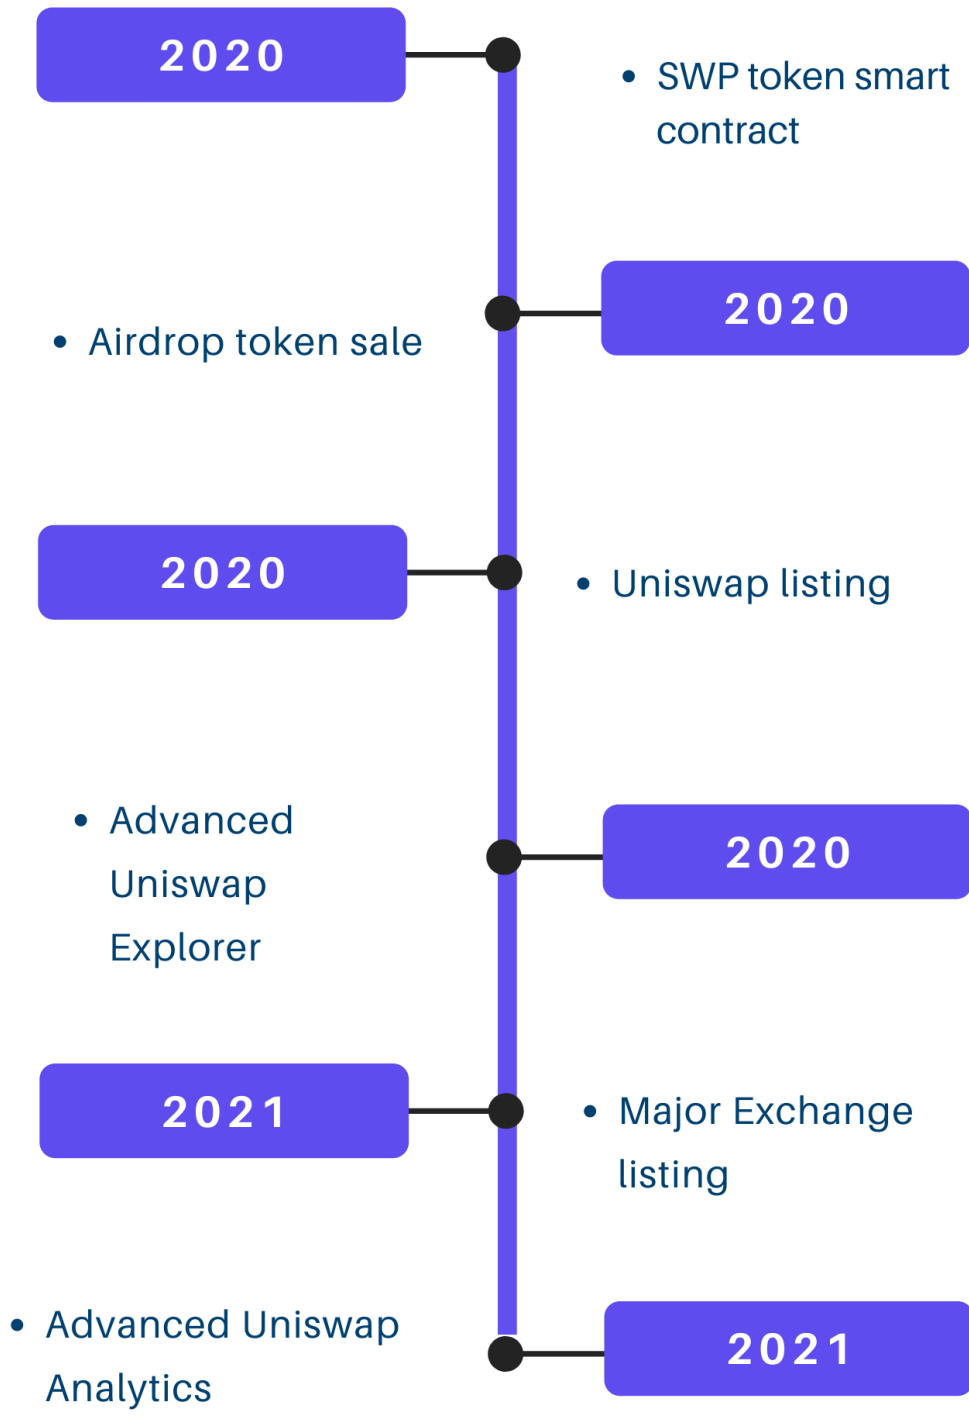 2020
• SWP token smart
contract
2020
• Airdrop token sale
2020
• Uniswap listing
• Advanced
Uniswap
Explorer
2020
2021
• Major Exchange
listing
• Advanced Uniswap
Analytics
2021